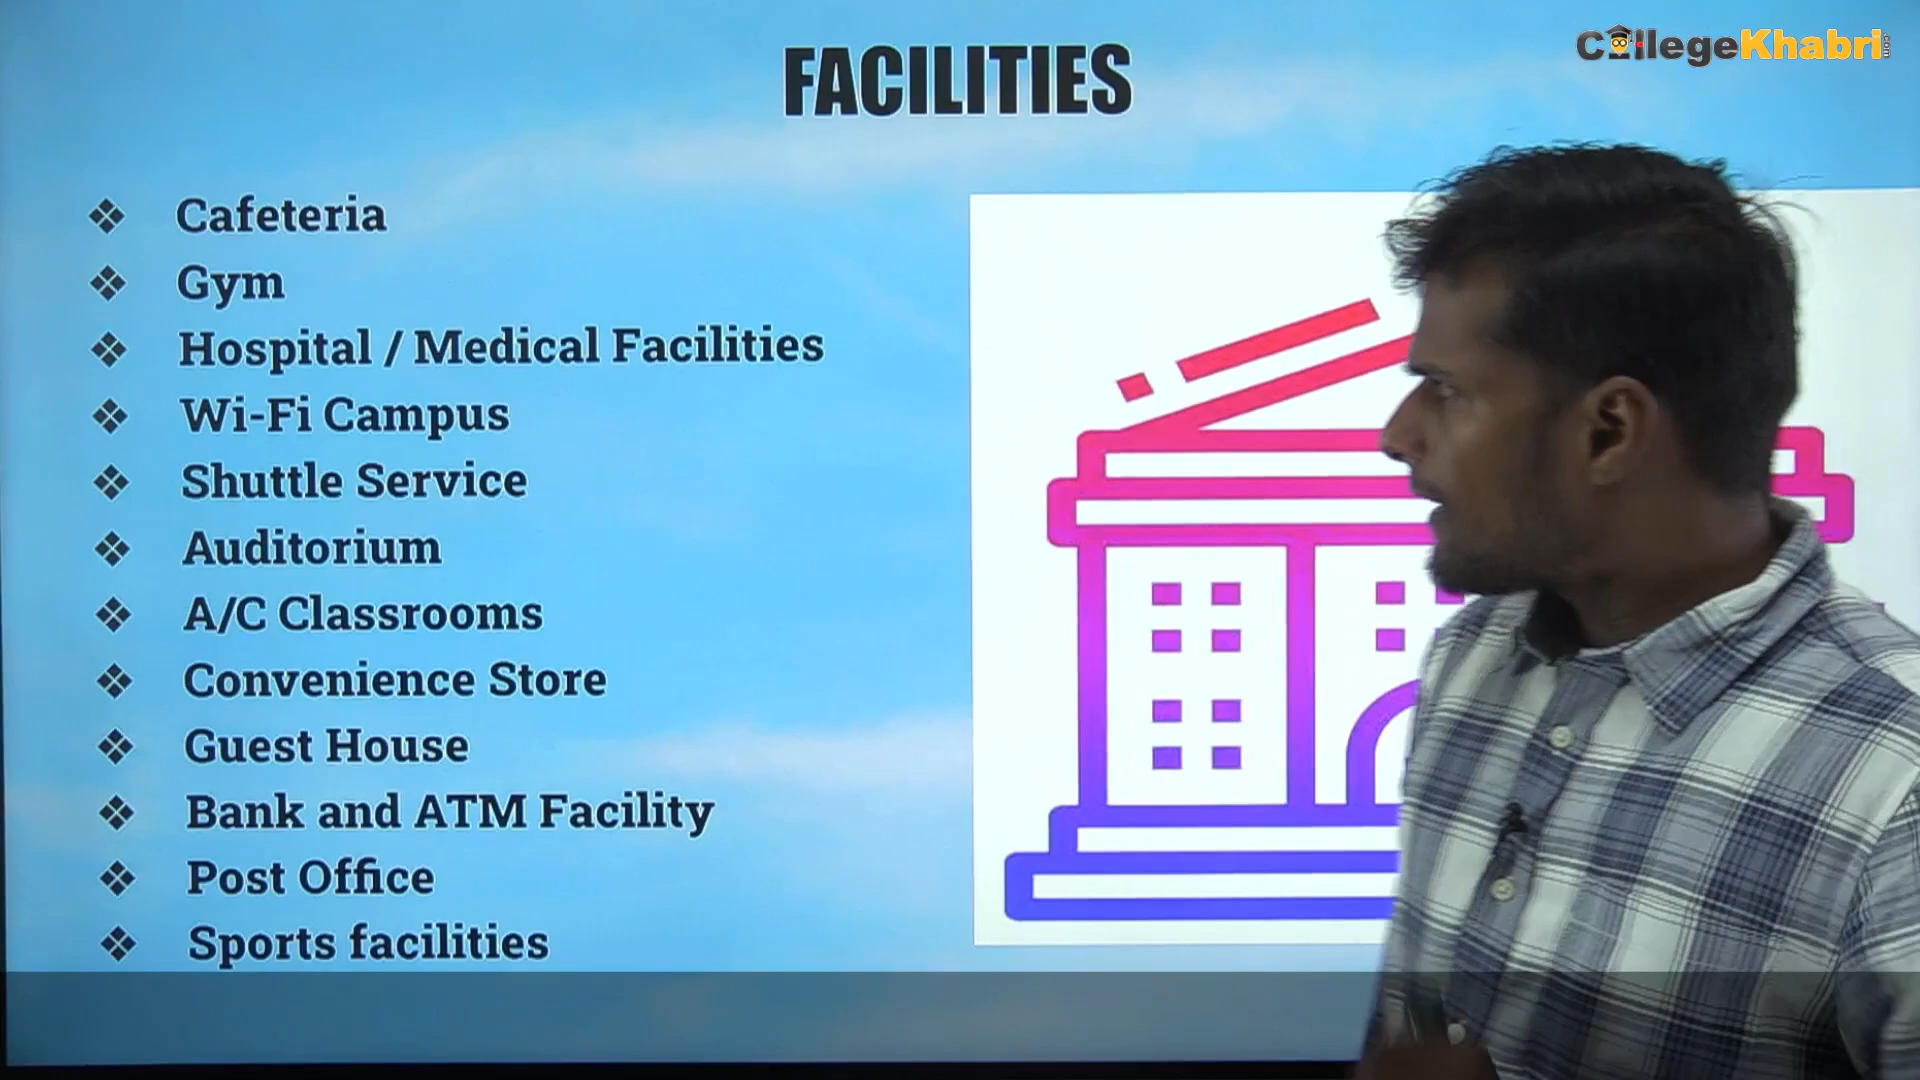 CollegeKhabri.com
FACILITIES
❖ Cafeteria
❖ Gym
❖ Hospital / Medical Facilities
❖ Wi-Fi Campus
❖ Shuttle Service
❖ Auditorium
❖ A/C Classrooms
❖ Convenience Store
❖ Guest House
❖ Bank and ATM Facility
❖ Post Office
❖ Sports facilities